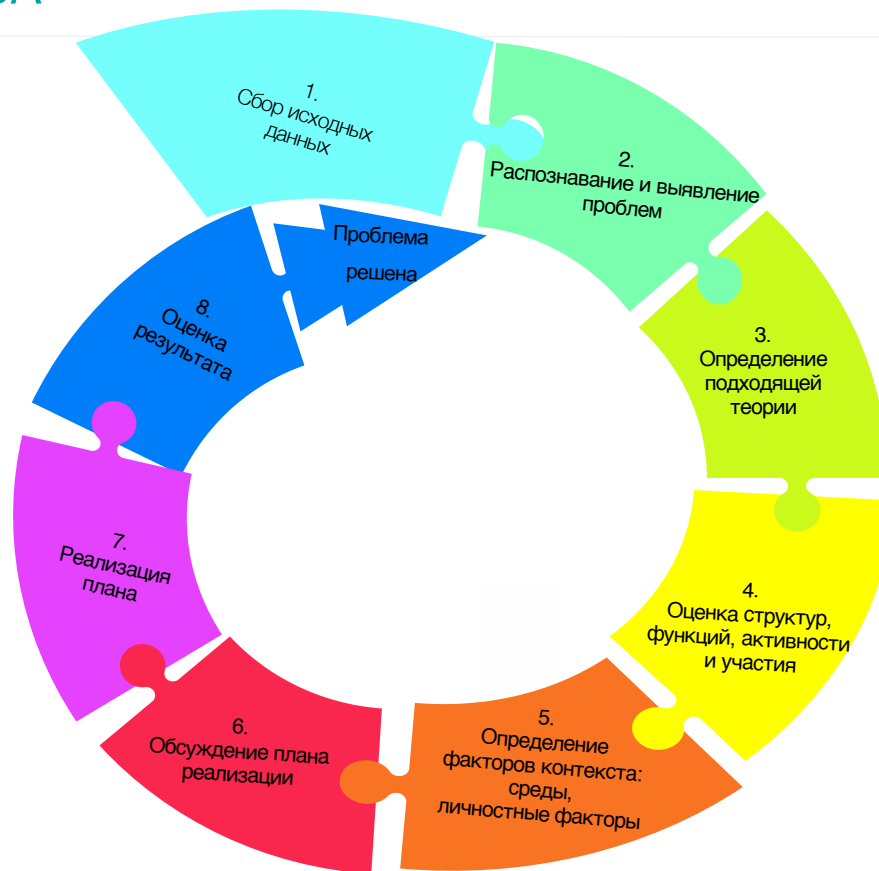 1.
Сбор исходных
данных
2.
Распознавание и выявление
проблем
3.
Определение
подходящей
теории
4.
Оценка структур,
функций, активности
и участия
5.
Определение
факторов контекста:
среды,
личностные факторы
6.
Обсуждение плана
реализации
7.
Реализация
плана
8.
Оценка
результата
Проблема
решена